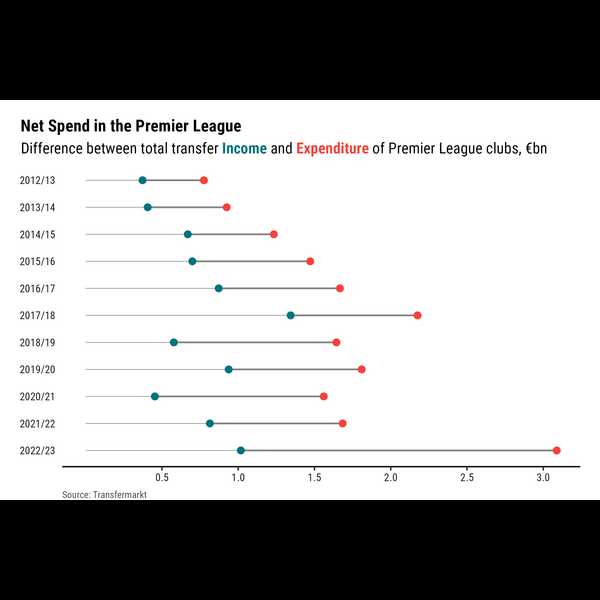 Net Spend in the Premier League
Difference between total transfer Income and Expenditure of Premier League clubs, €bn
2012/13
2013/14
2014/15
2015/16
2016/17
2017/18
2018/19
2019/20
2020/21
2021/22
2022/23
0.5 1.0 1.5 2.0 2.5 3.0
Source: Transfermarkt